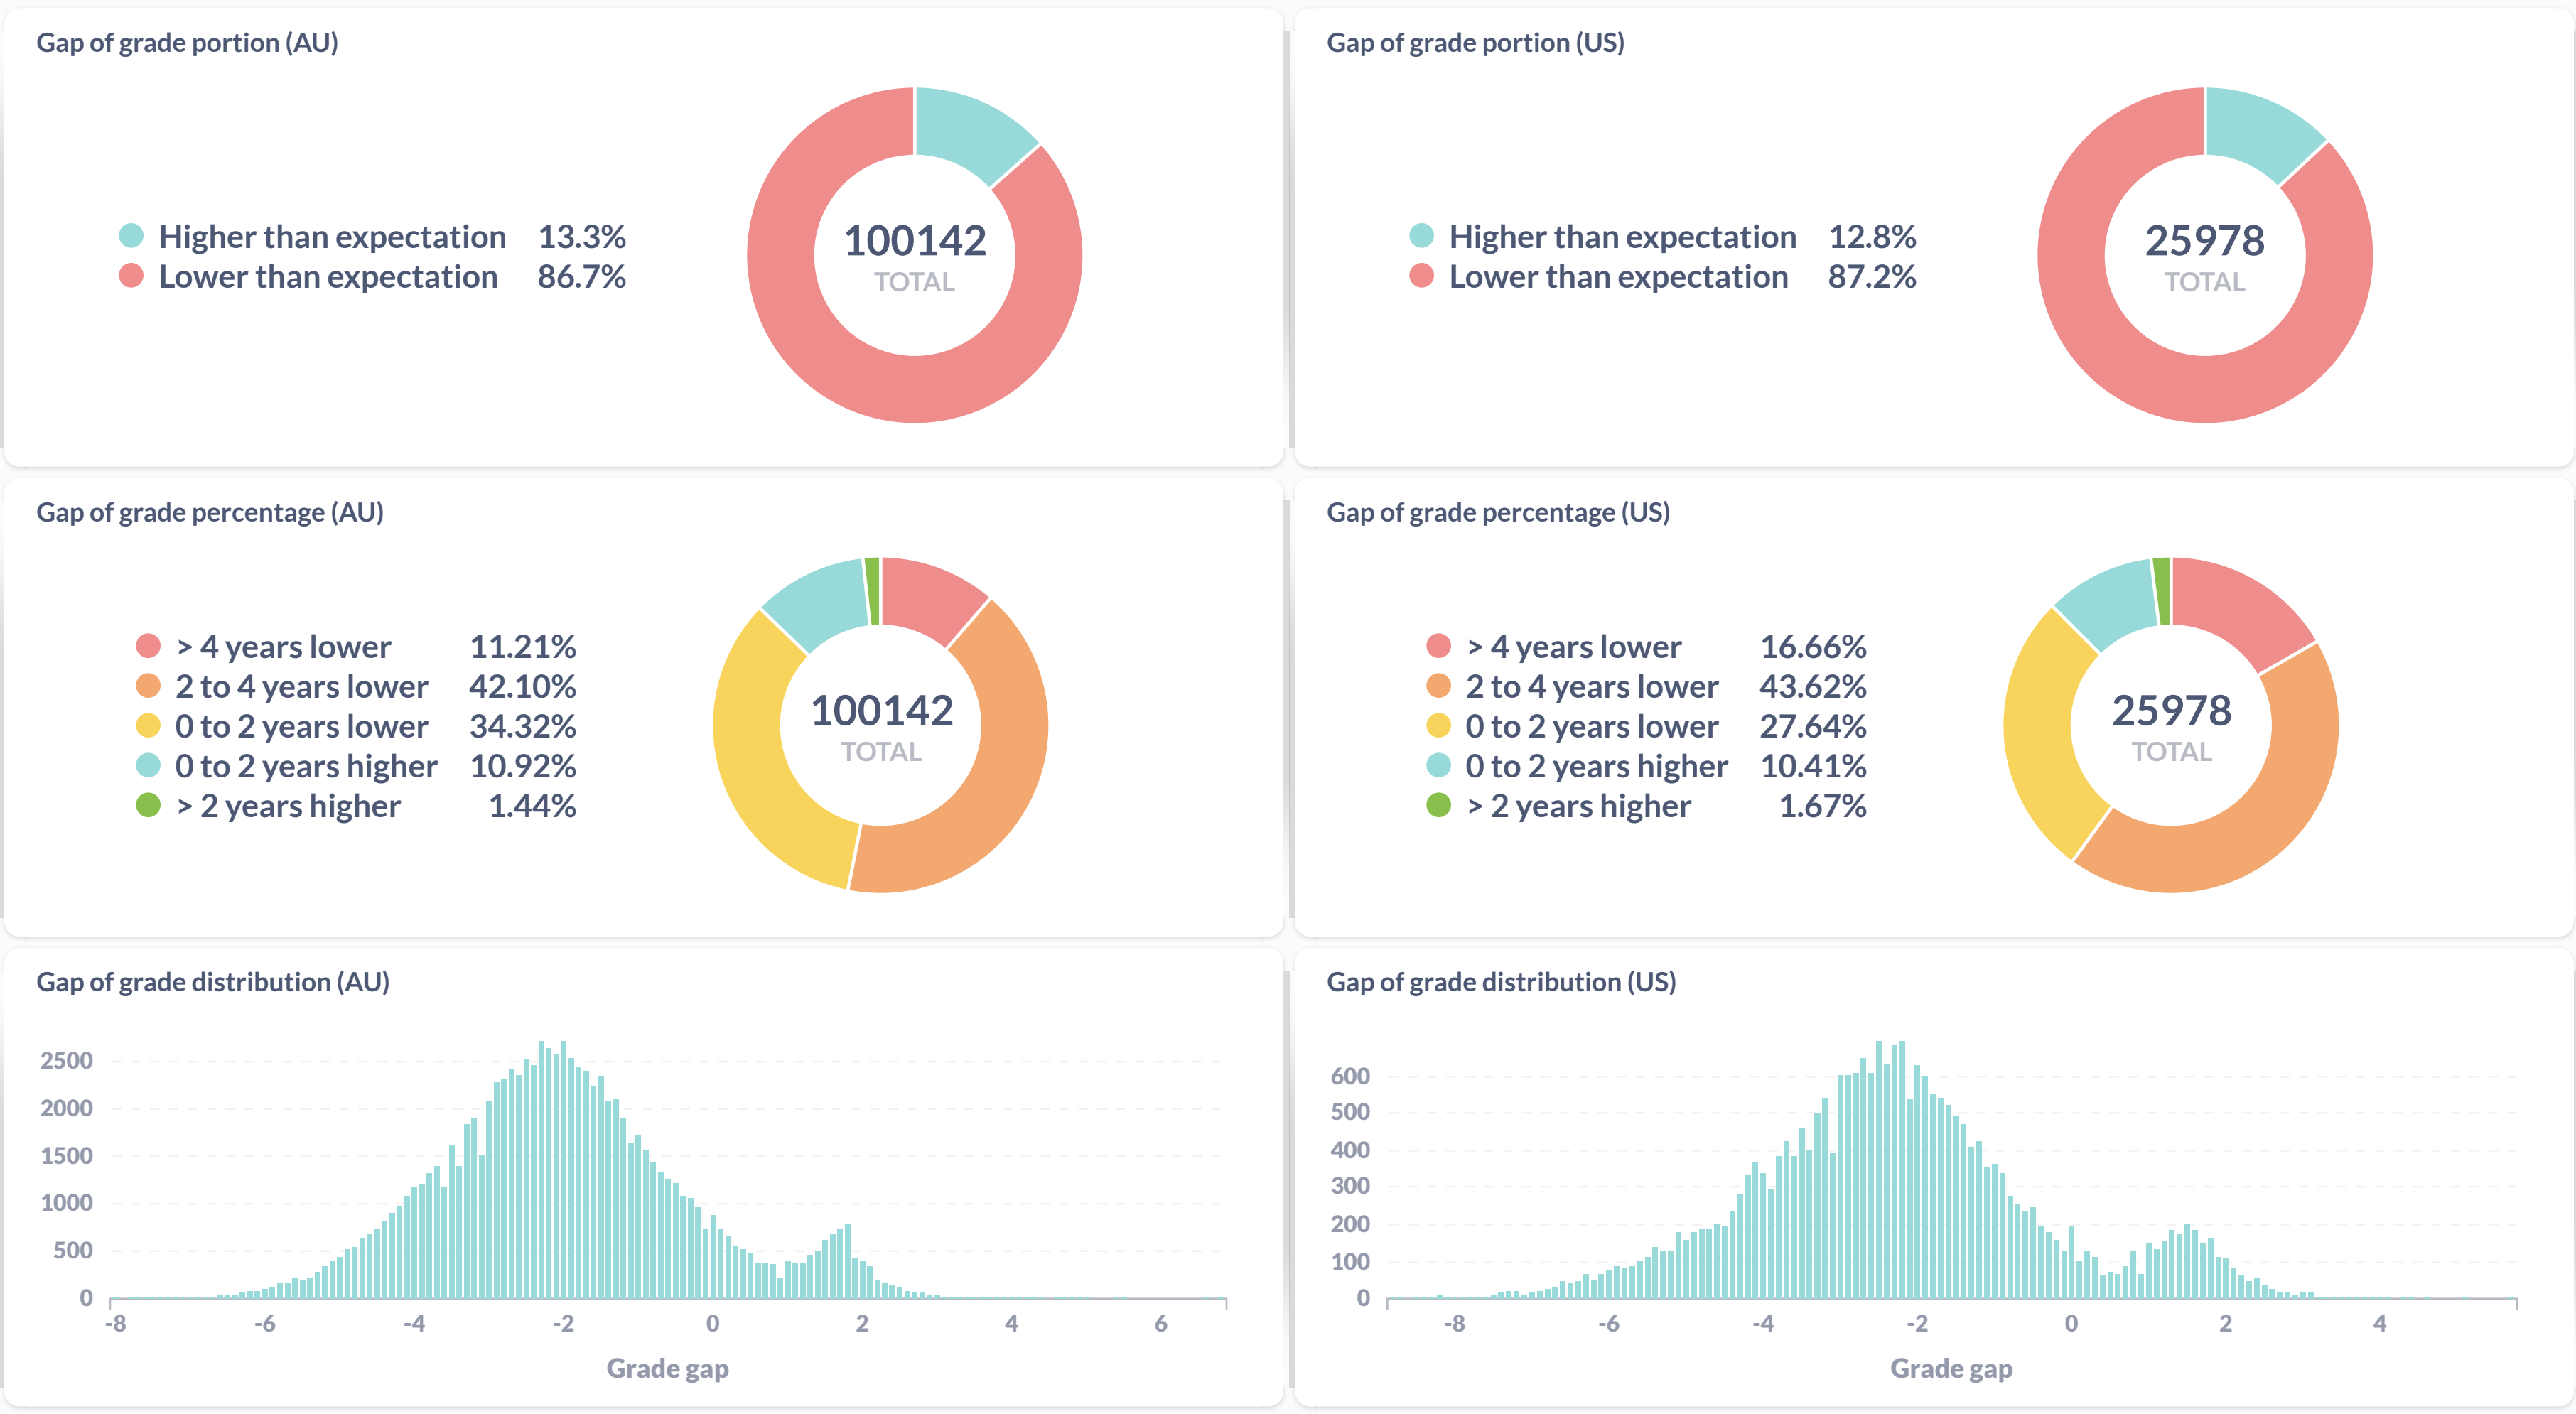 Gap of grade portion (AU)
Higher than expectation 13.3%
Lower than expectation 86.7%
100142
TOTAL
Gap of grade portion (US)
Higher than expectation 12.8%
Lower than expectation 87.2%
25978
TOTAL
Gap of grade percentage (AU)
> 4 years lower 11.21%
2 to 4 years lower 42.10%
0 to 2 years lower 34.32%
0 to 2 years higher 10.92%
> 2 years higher 1.44%
100142
TOTAL
Gap of grade percentage (US)
> 4 years lower 16.66%
2 to 4 years lower 43.62%
0 to 2 years lower 27.64%
0 to 2 years higher 10.41%
> 2 years higher 1.67%
25978
TOTAL
Gap of grade distribution (AU)
2500
2000
1500
1000
500
0
-8 -6 -4 -2 0 2 4 6
Grade gap
Gap of grade distribution (US)
600
500
400
300
200
100
0
-8 -6 -4 -2 0 2 4
Grade gap